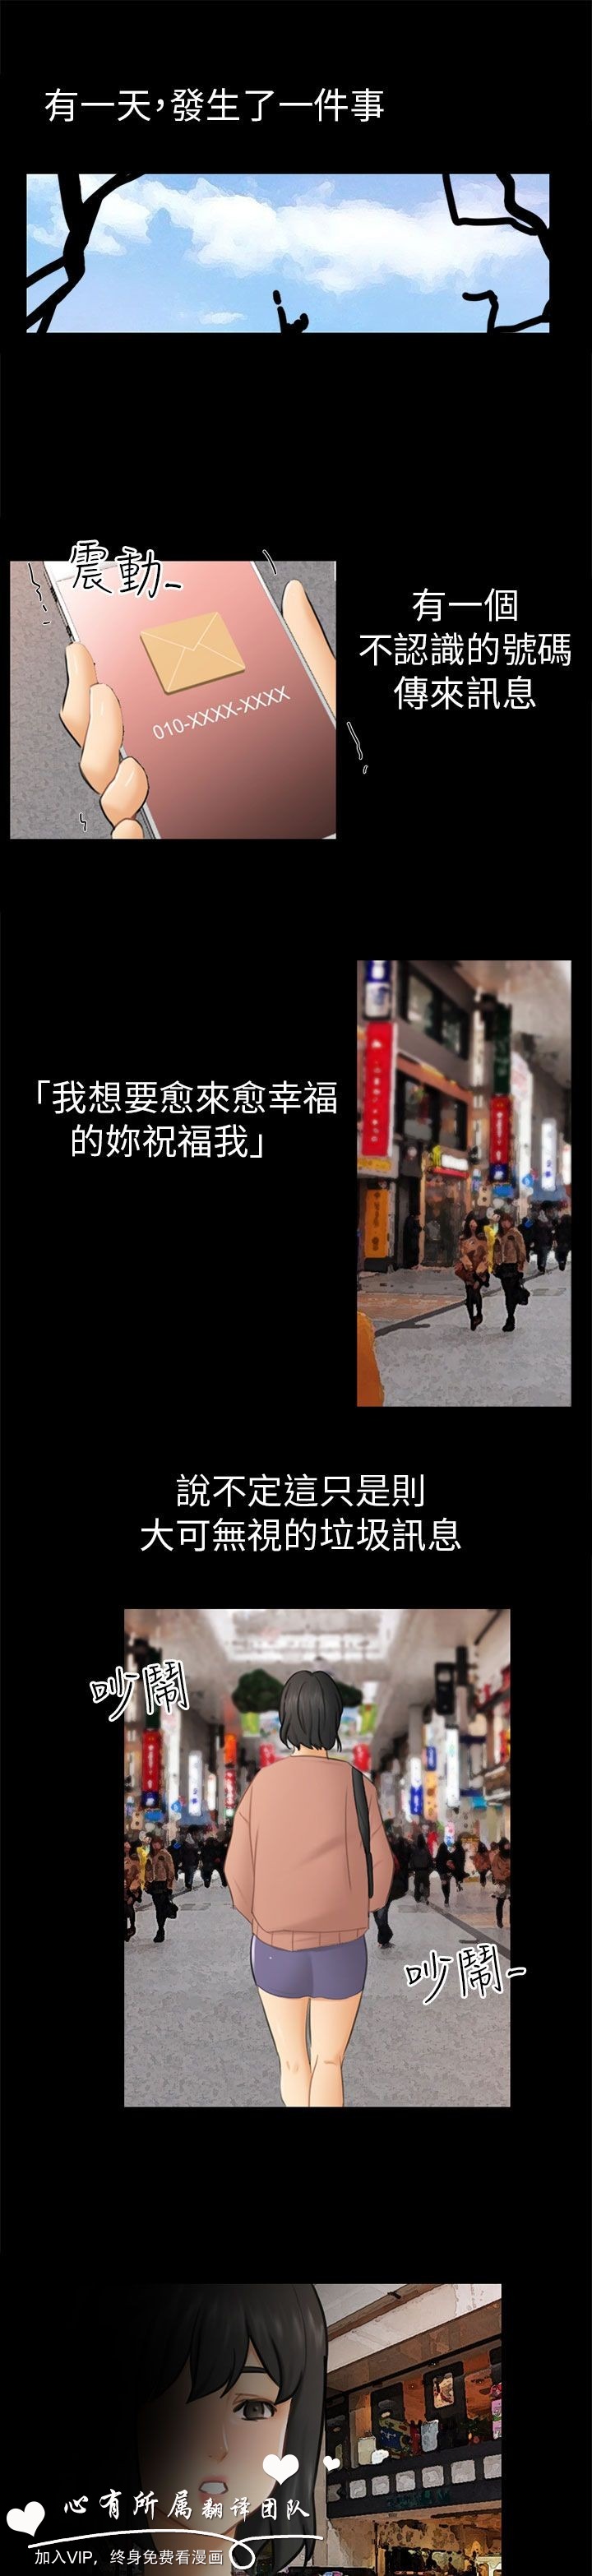 有一天,發生了一件事
震動~
010-XXXX-XXXX
有一個
不認識的號碼
傳來訊息
「我想要愈來愈幸福
的妳祝福我」
說不定這只是則
大可無視的垃圾訊息
吵鬧
吵鬧~
心有所属翻译团队
加入VIP，终身免费看漫画